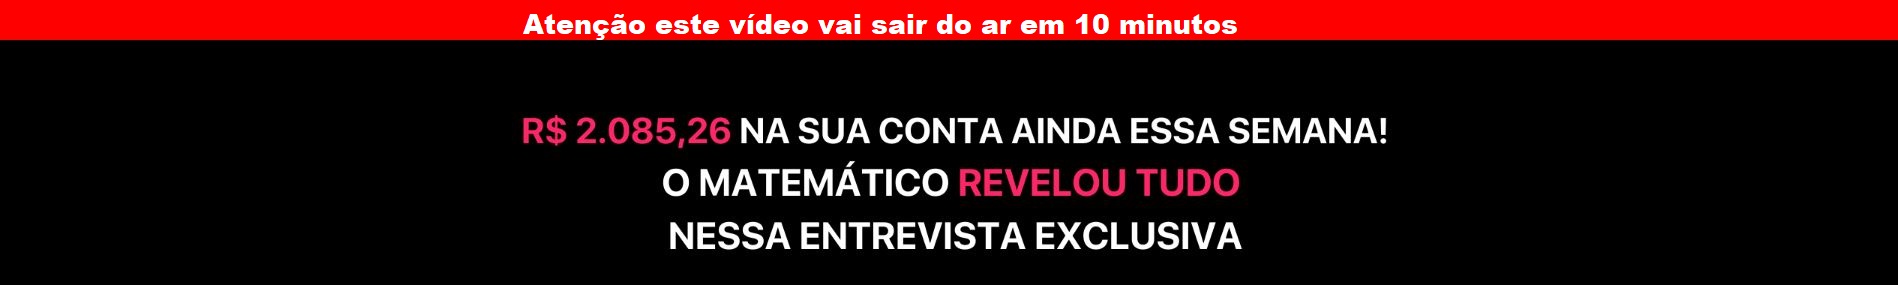 Atenção este vídeo vai sair do ar em 10 minutos
R$ 2.085,26 NA SUA CONTA AINDA ESSA SEMANA!
O MATEMÁTICO REVELOU TUDO
NESSA ENTREVISTA EXCLUSIVA